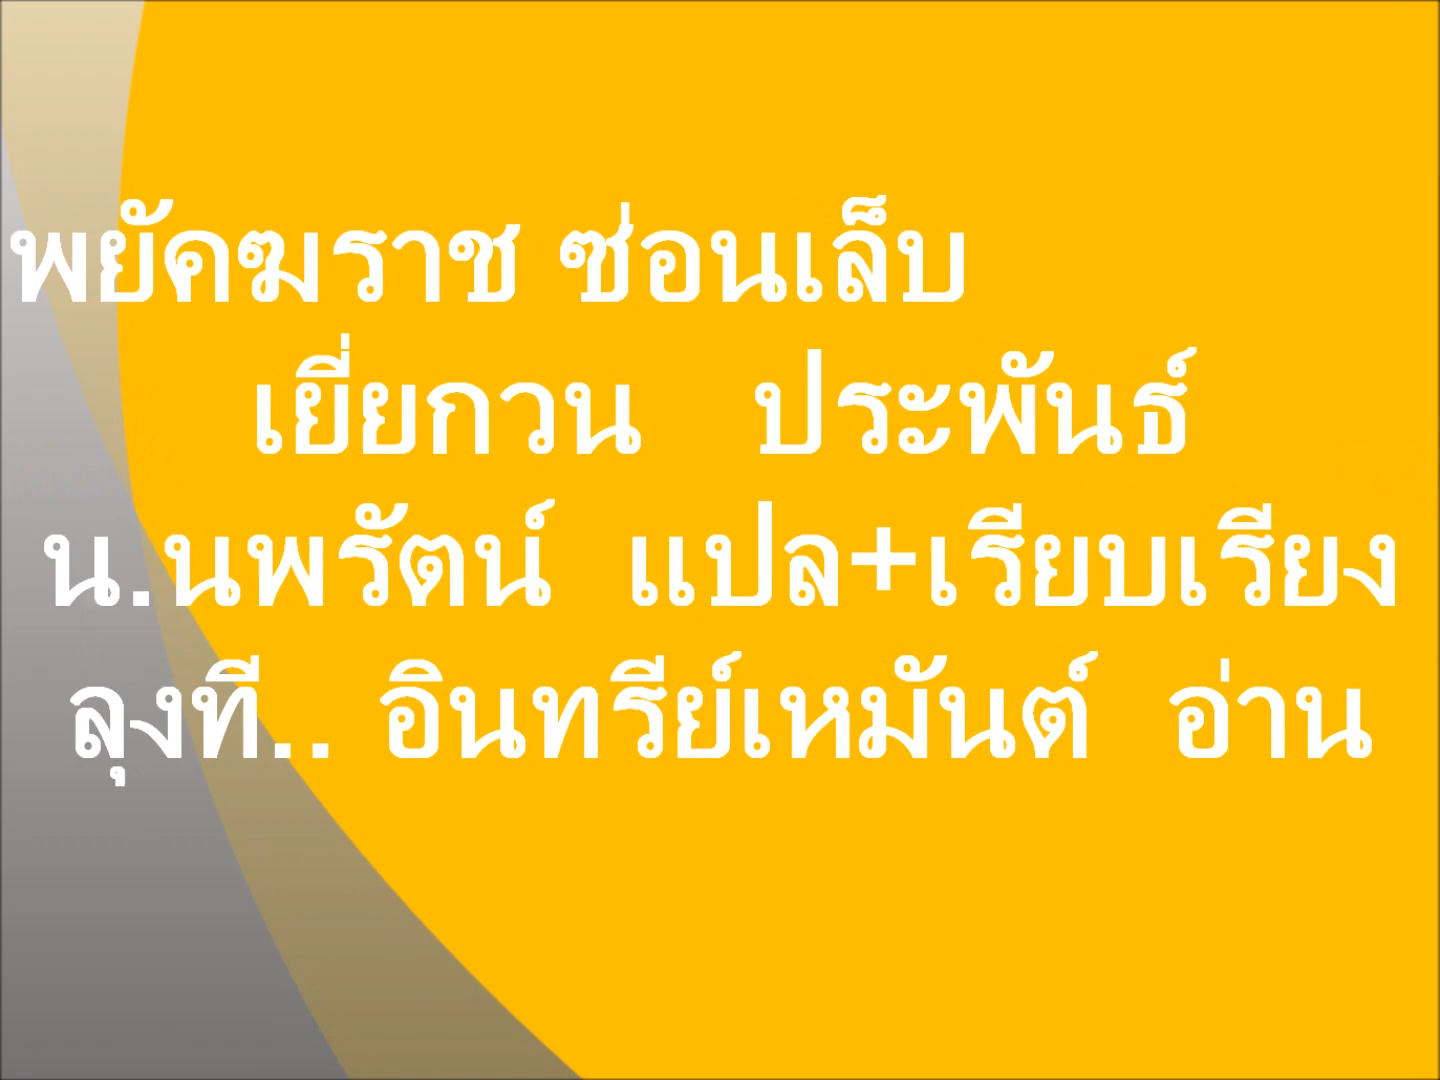 พยัคฆราช ซ่อนเล็บ
เยี่ยกวน ประพันธ์
น.นพรัตน์ แปล+เรียบเรียง
ลุงที.. อินทรีย์เหมันต์ อ่าน